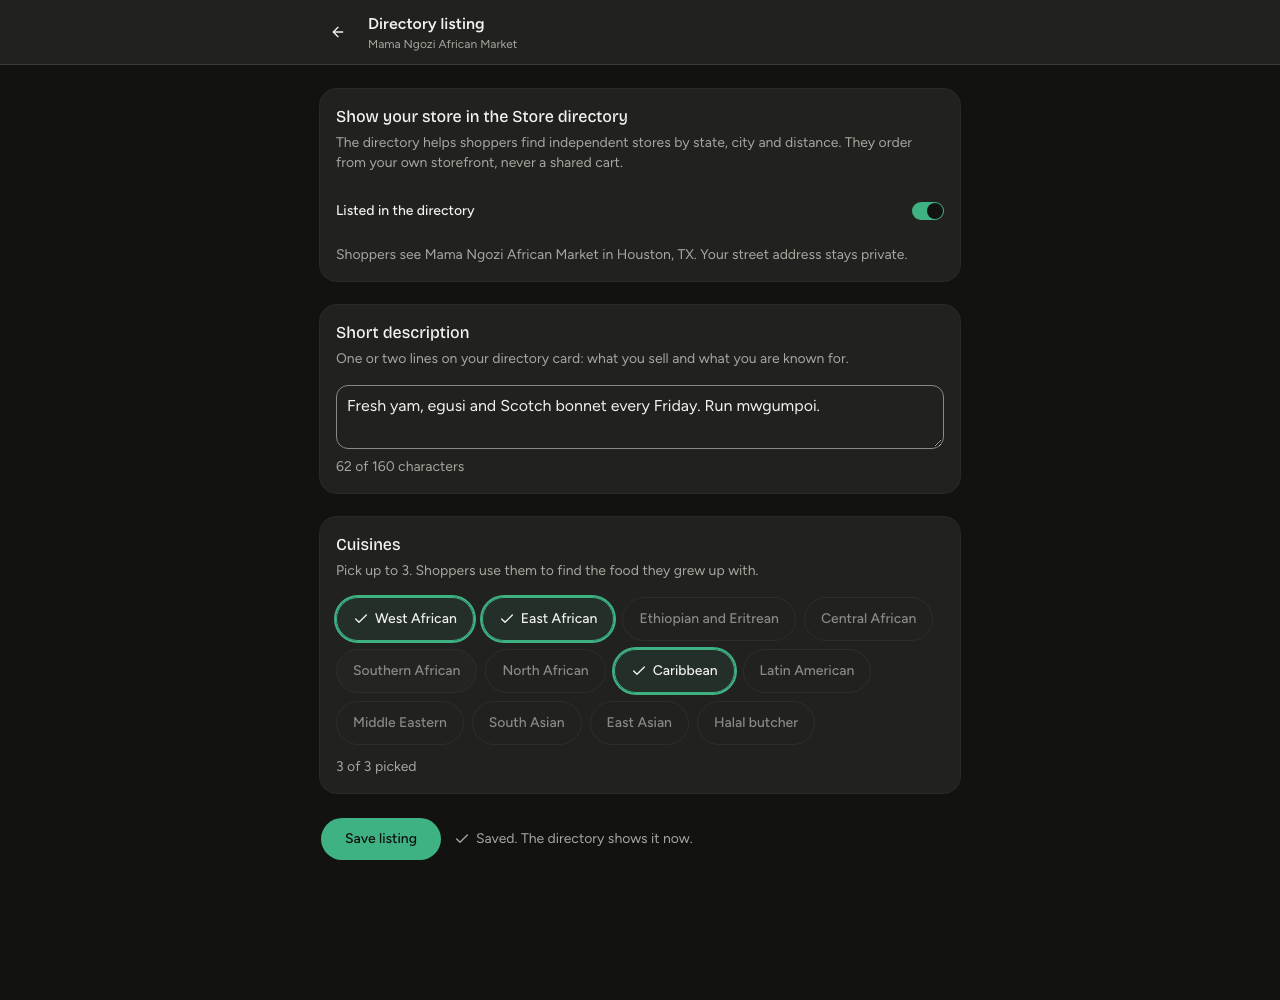 Directory listing
Mama Ngozi African Market
Show your store in the Store directory
The directory helps shoppers find independent stores by state, city and distance. They order
from your own storefront, never a shared cart.
Listed in the directory
Shoppers see Mama Ngozi African Market in Houston, TX. Your street address stays private.
Short description
One or two lines on your directory card: what you sell and what you are known for.
Fresh yam, egusi and Scotch bonnet every Friday. Run mwgumpoi.
62 of 160 characters
Cuisines
Pick up to 3. Shoppers use them to find the food they grew up with.
West African East African Ethiopian and Eritrean Central African
Southern African North African Caribbean Latin American
Middle Eastern South Asian East Asian Halal butcher
3 of 3 picked
Save listing Saved. The directory shows it now.